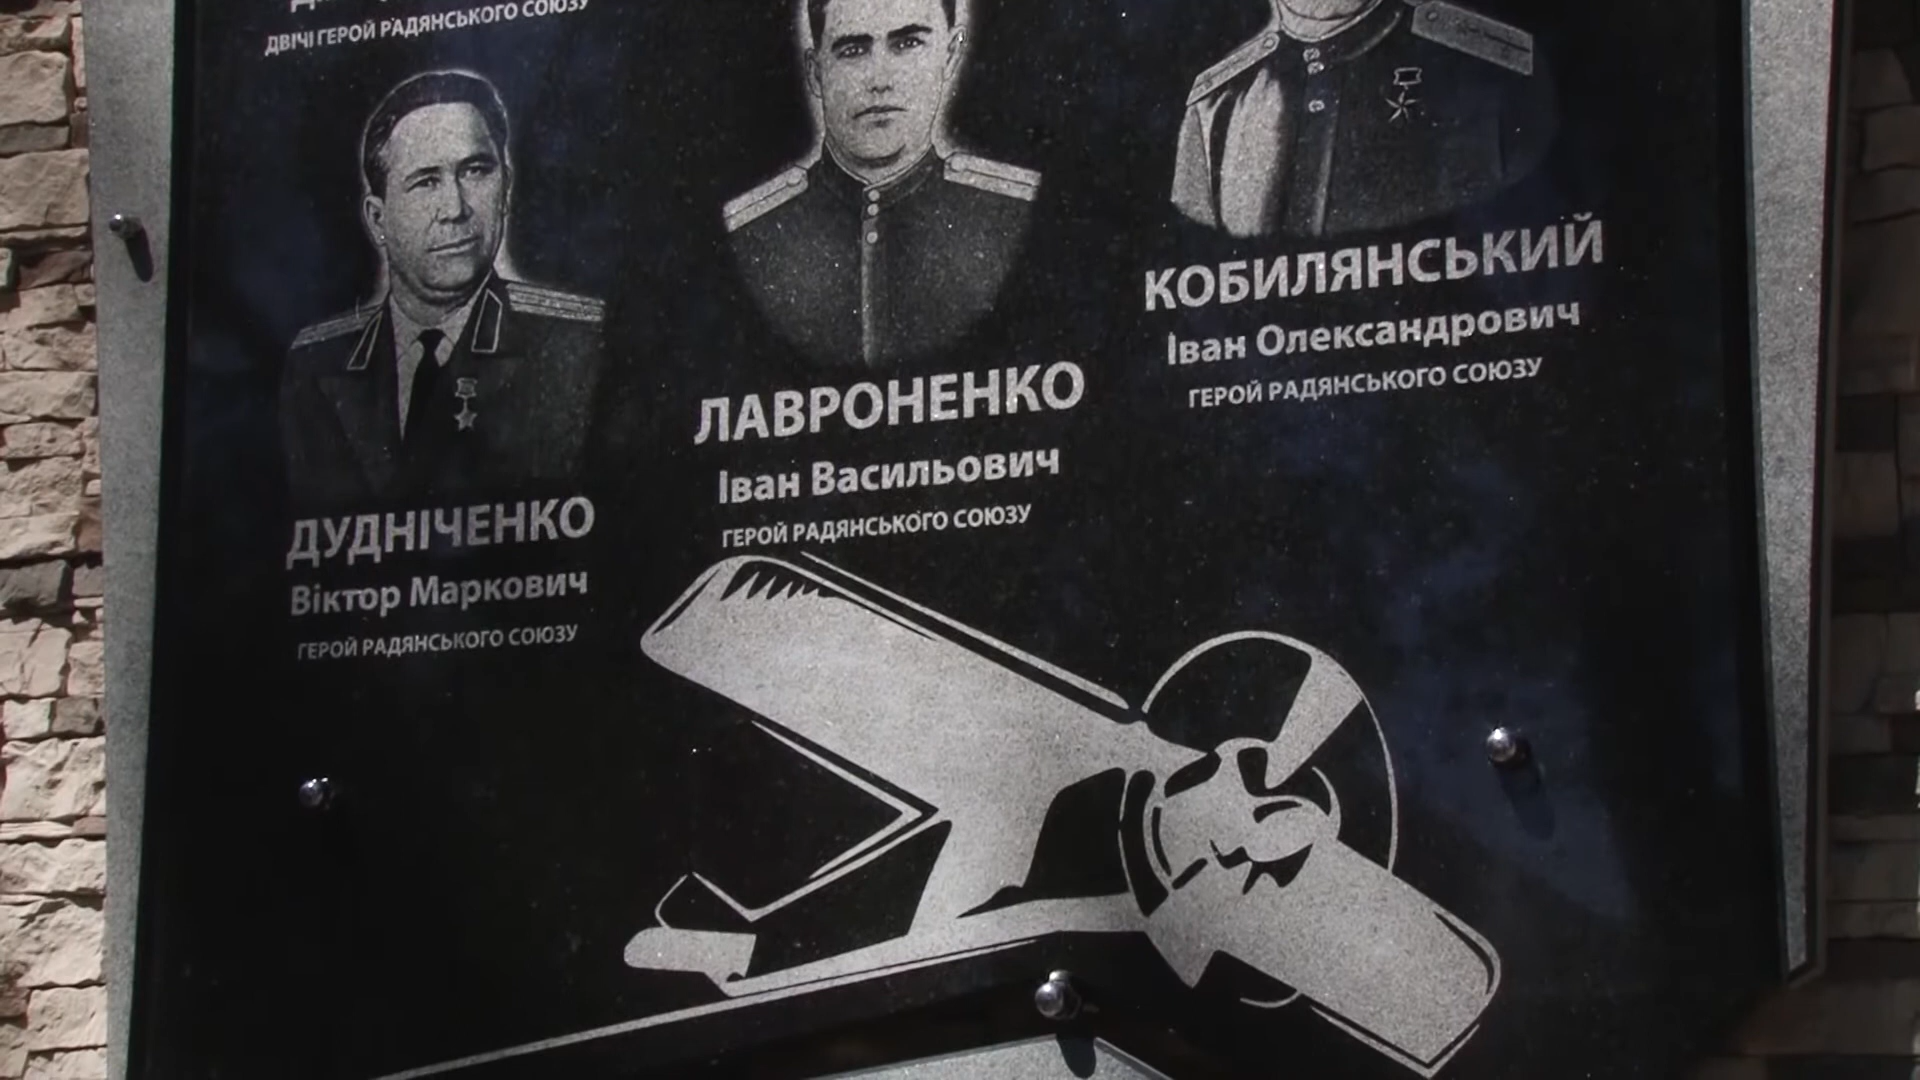 ДВІЧІ ГЕРОЙ РАДЯНСЬКОГО СОЮЗУ
ДУДНІЧЕНКО
Віктор Маркович
ГЕРОЙ РАДЯНСЬКОГО СОЮЗУ
ЛАВРОНЕНКО
Іван Васильович
ГЕРОЙ РАДЯНСЬКОГО СОЮЗУ
КОБИЛЯНСЬКИЙ
Іван Олександрович
ГЕРОЙ РАДЯНСЬКОГО СОЮЗУ